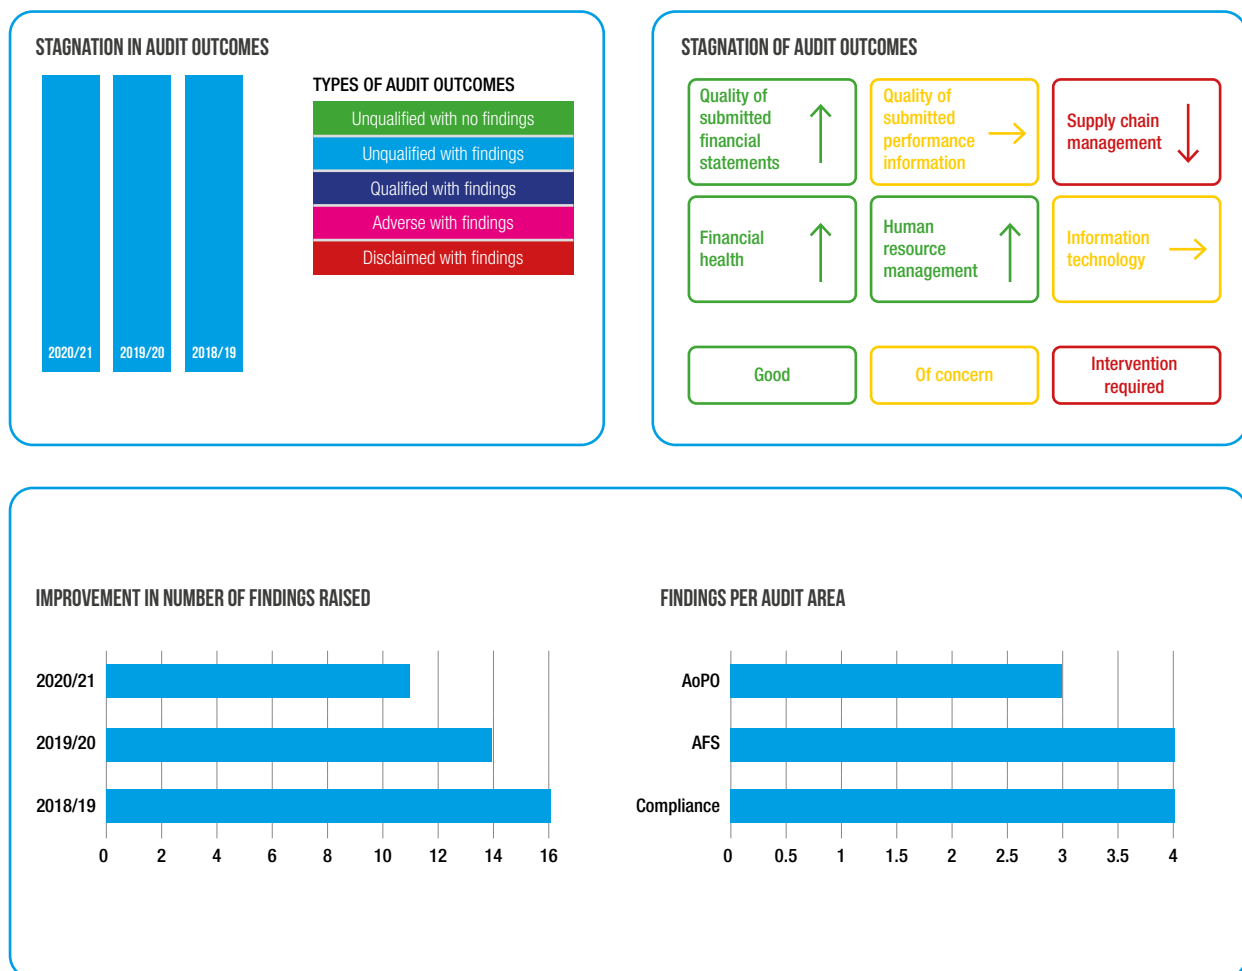 STAGNATION IN AUDIT OUTCOMES
2020/21
2019/20
2018/19
TYPES OF AUDIT OUTCOMES
Unqualified with no findings
Unqualified with findings
Qualified with findings
Adverse with findings
Disclaimed with findings
STAGNATION OF AUDIT OUTCOMES
Quality of
submitted
financial
statements
Quality of
submitted
performance
information
Supply chain
management
Financial
health
Human
resource
management
Information
technology
Good
Of concern
Intervention
required
IMPROVEMENT IN NUMBER OF FINDINGS RAISED
2020/21
2019/20
2018/19
0 2 4 6 8 10 12 14 16
FINDINGS PER AUDIT AREA
AoPO
AFS
Compliance
0 0.5 1 1.5 2 2.5 3 3.5 4